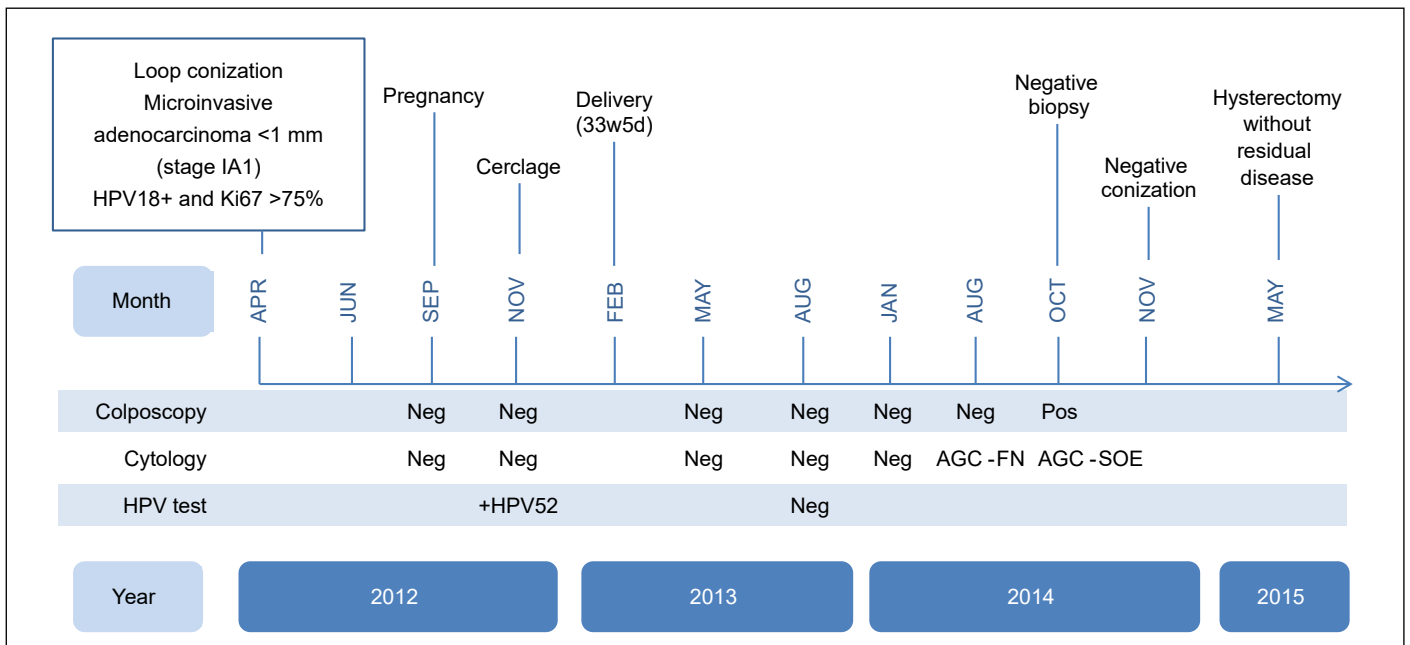 Loop conization
Microinvasive
adenocarcinoma <1 mm
(stage IA1)
HPV18+ and Ki67 >75%
Pregnancy
Cerclage
Delivery
(33w5d)
Negative
biopsy
Negative
conization
Hysterectomy
without
residual
disease
Month APR JUN SEP NOV FEB MAY AUG JAN AUG OCT NOV MAY
Colposcopy Neg Neg Neg Neg Neg Neg Pos
Cytology Neg Neg Neg Neg Neg AGC -FN AGC -SOE
HPV test +HPV52 Neg
Year 2012 2013 2014 2015